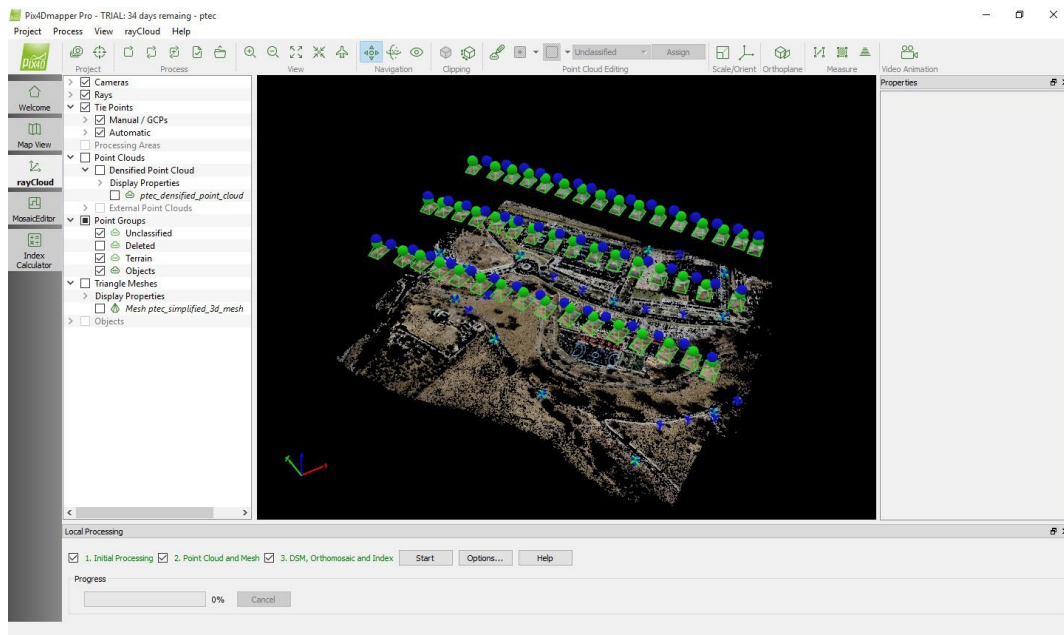 Pix4Dmapper Pro - TRIAL: 34 days remaing - ptec
Project Process View rayCloud Help
PIX4D
Unclassified Assign
Project Process View Navigation Clipping Point Cloud Editing Scale/Orient Orthoplane Measure Video Animation
Welcome
Map View
rayCloud
MosaicEditor
Index
Calculator
Cameras
Rays
Tie Points
Manual / GCPs
Automatic
Processing Areas
Point Clouds
Densified Point Cloud
Display Properties
ptec_densified_point_cloud
External Point Clouds
Point Groups
Unclassified
Deleted
Terrain
Objects
Triangle Meshes
Display Properties
Mesh ptec_simplified_3d_mesh
Objects
Properties
Local Processing
1. Initial Processing 2. Point Cloud and Mesh 3. DSM, Orthomosaic and Index Start Options... Help
Progress
0% Cancel